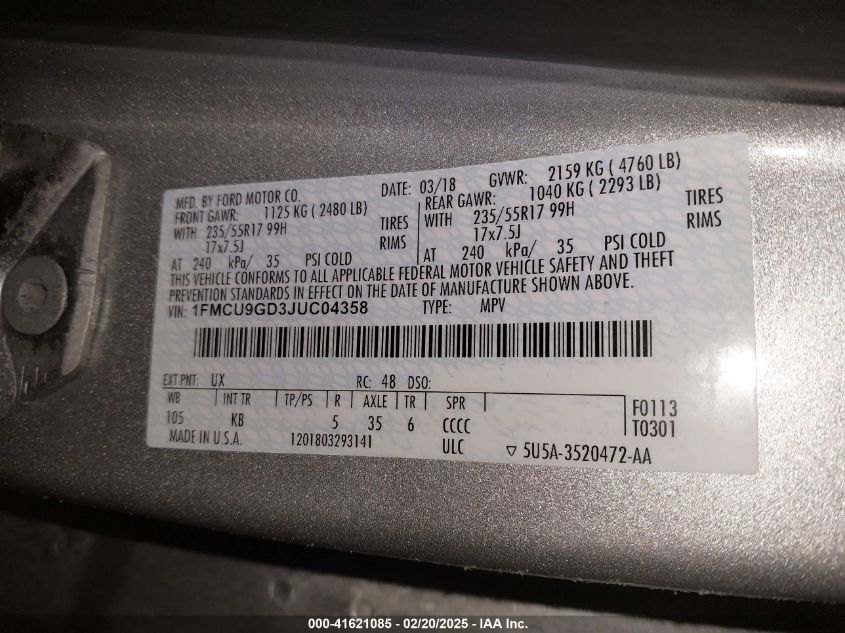 MFD. BY FORD MOTOR CO. DATE: 03/18 GVWR: 2159 KG ( 4760 LB)
FRONT GAWR: 1125 KG ( 2480 LB) REAR GAWR: 1040 KG ( 2293 LB)
WITH 235/55R17 99H TIRES WITH 235/55R17 99H TIRES
17x7.5J RIMS 17x7.5J RIMS
AT 240 kPa/ 35 PSI COLD AT 240 kPa/ 35 PSI COLD
THIS VEHICLE CONFORMS TO ALL APPLICABLE FEDERAL MOTOR VEHICLE SAFETY AND THEFT
PREVENTION STANDARDS IN EFFECT ON THE DATE OF MANUFACTURE SHOWN ABOVE.
VIN: 1FMCU9GD3JUC04358 TYPE: MPV
EXT PNT: UX RC: 48 DSO:
WB INT TR TP/PS R AXLE TR SPR F0113
105 KB 5 35 6 CCCC T0301
MADE IN U.S.A. 1201803293141 ULC ▽ 5U5A-3520472-AA
000-41621085 - 02/20/2025 - IAA Inc.